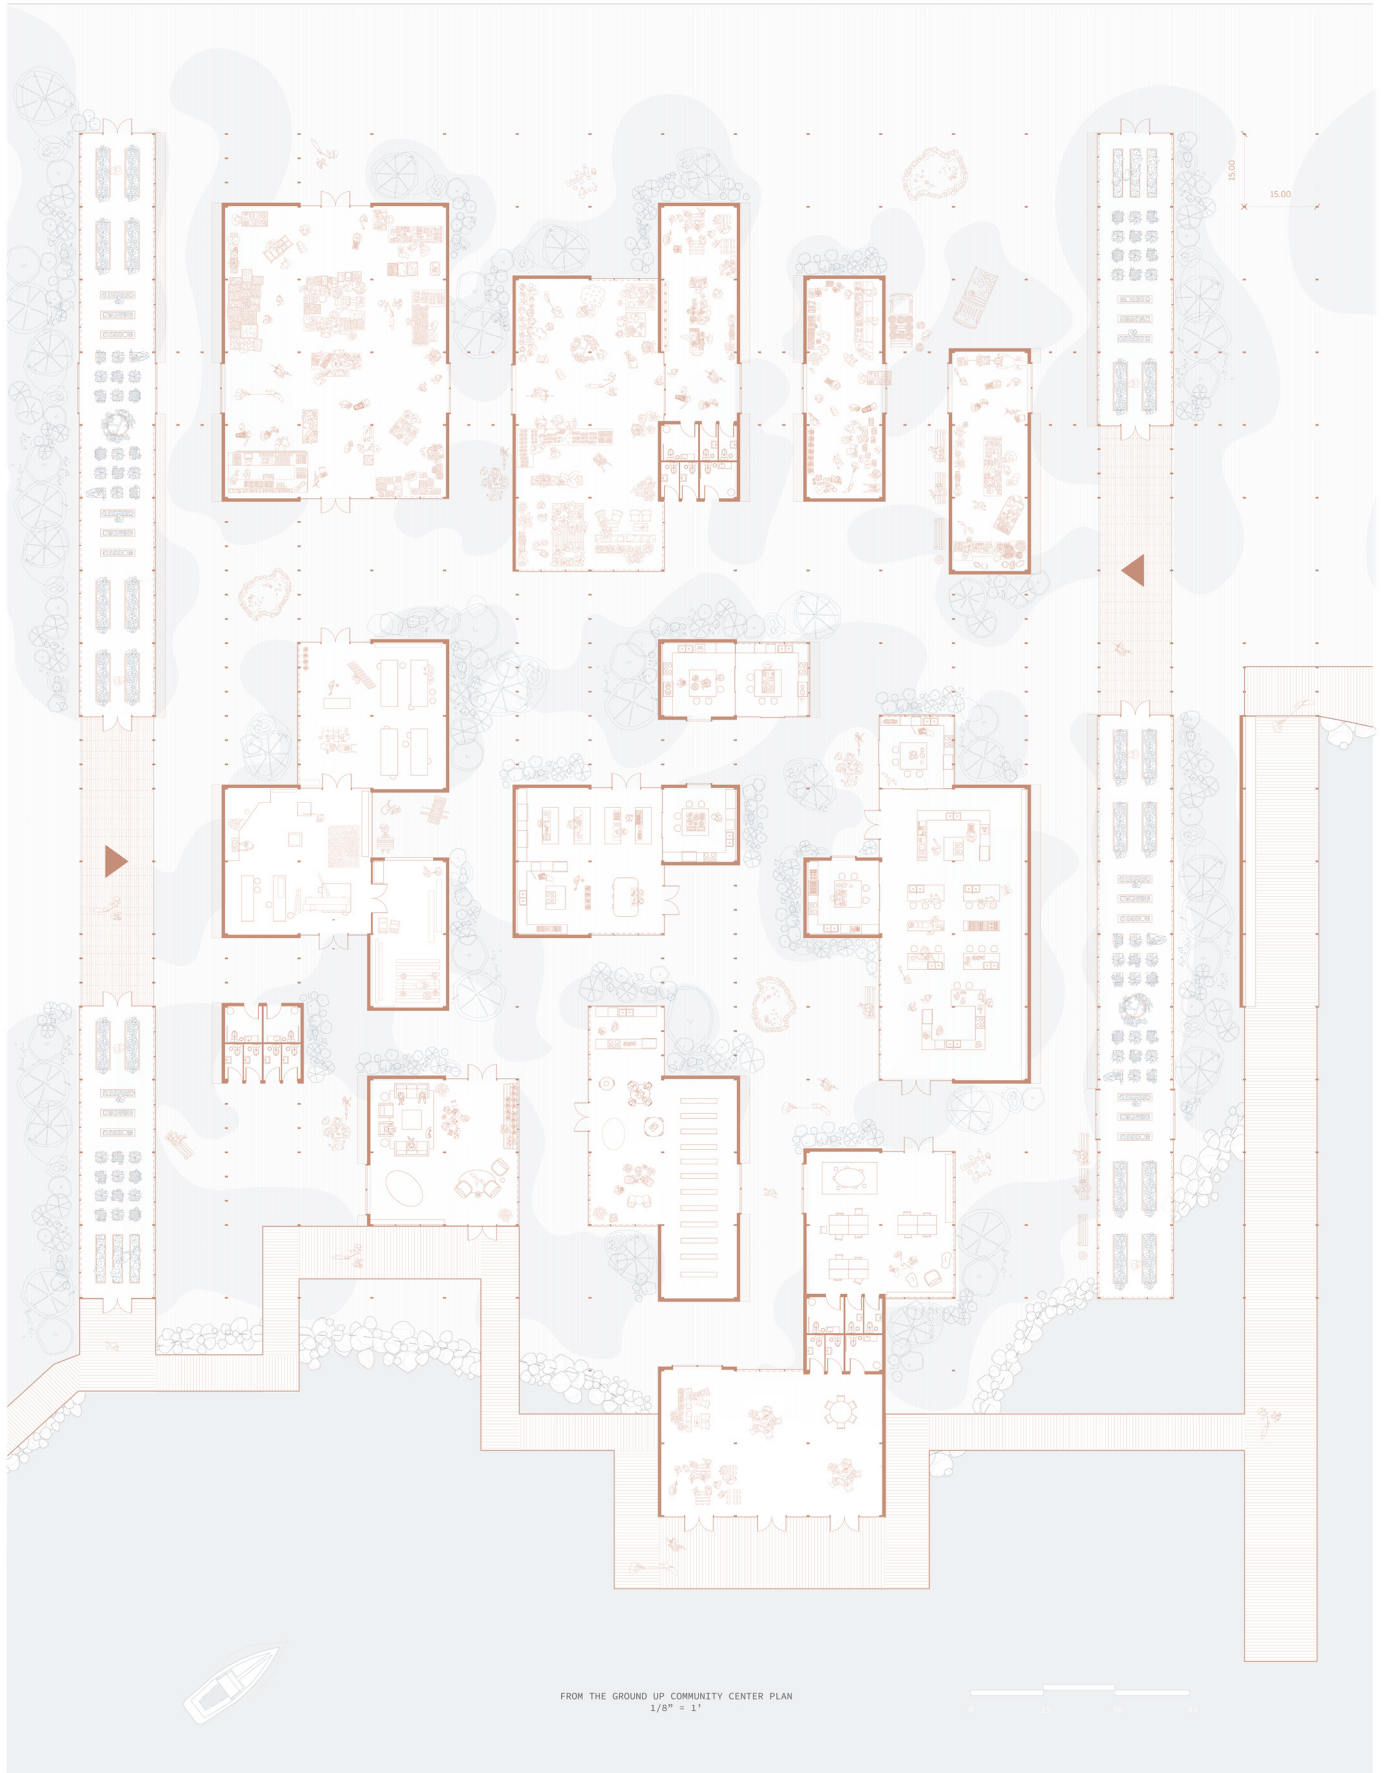 15.00
15.00
FROM THE GROUND UP COMMUNITY CENTER PLAN
1/8" = 1'